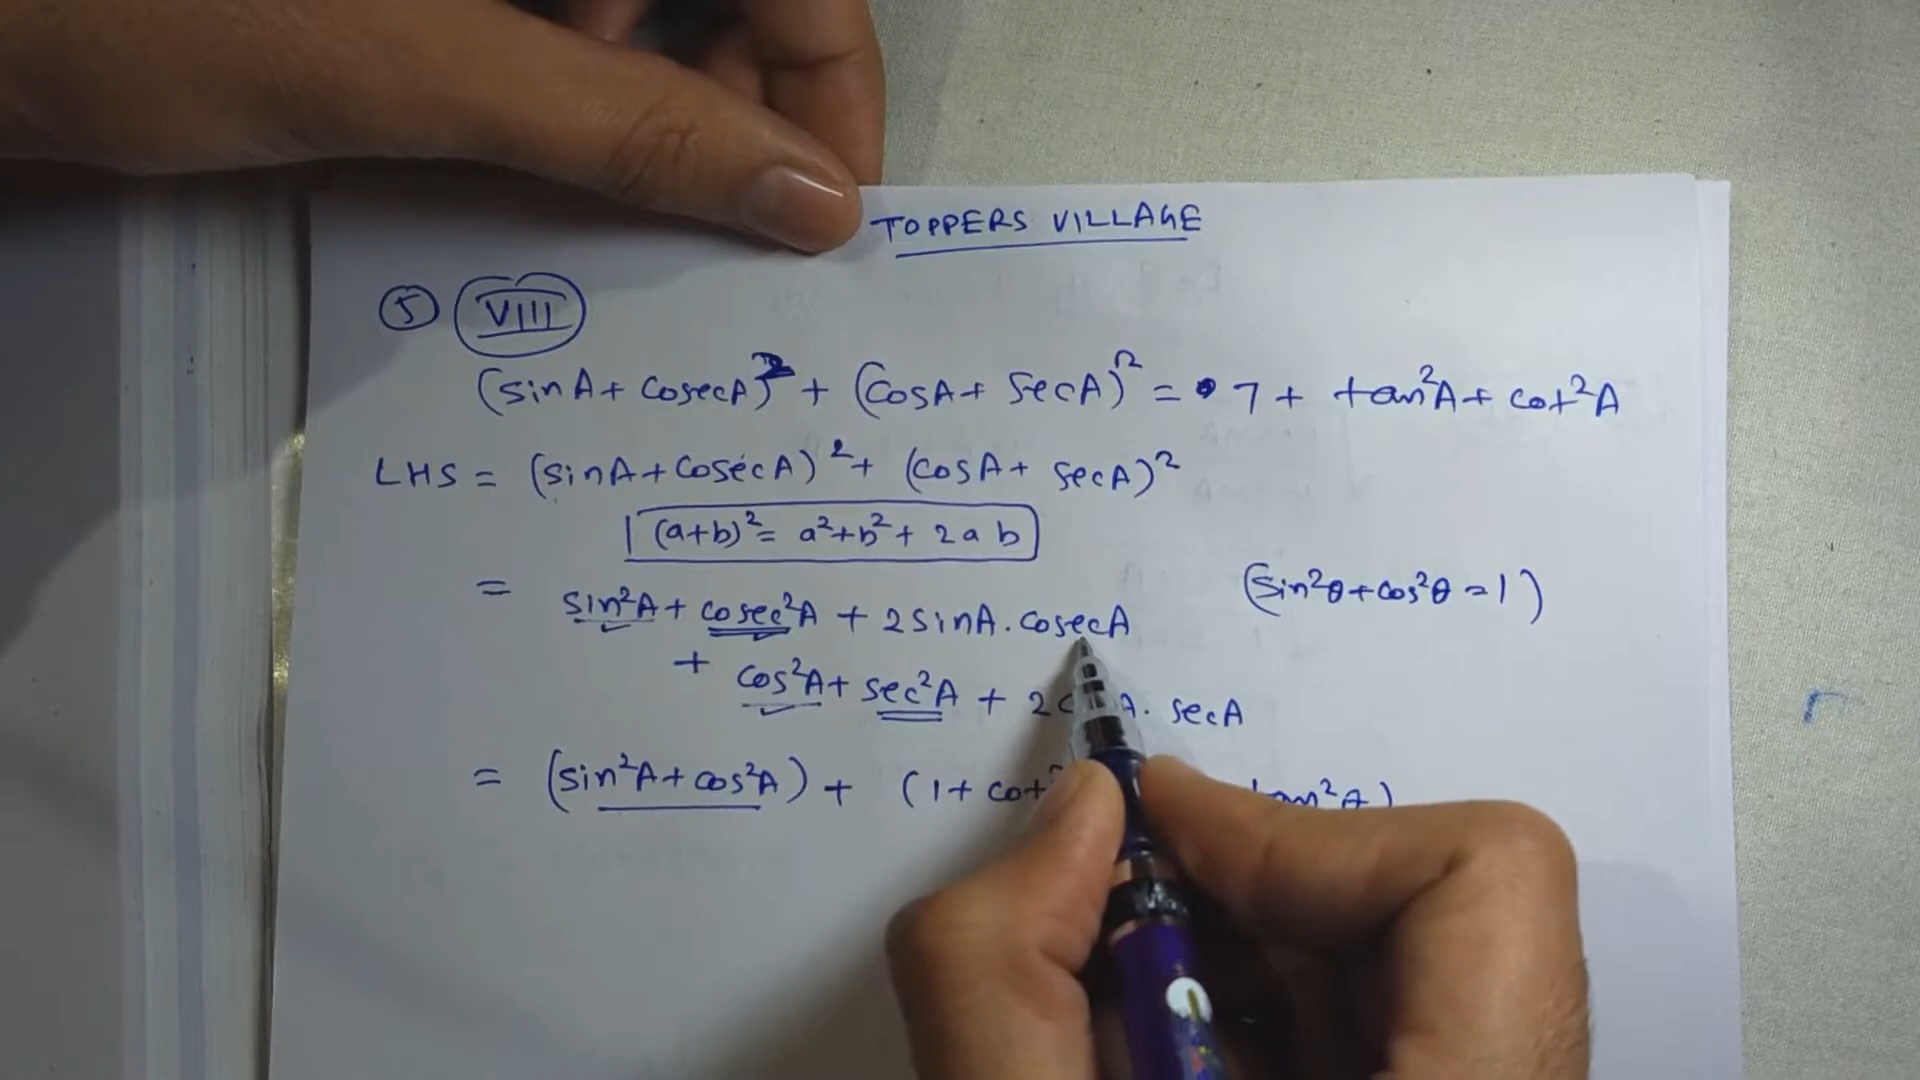 TOPPERS VILLAGE
5 VIII
(sinA + cosecA)² + (cosA + secA)² = 7 + tan²A + cot²A
LHS = (sinA + cosecA)² + (cosA + secA)²
(a+b)² = a² + b² + 2ab
(sin²θ + cos²θ = 1)
= sin²A + cosec²A + 2sinA.cosecA
+ cos²A + sec²A + 2 A. secA
= (sin²A + cos²A) + (1 + cot² tan²A)